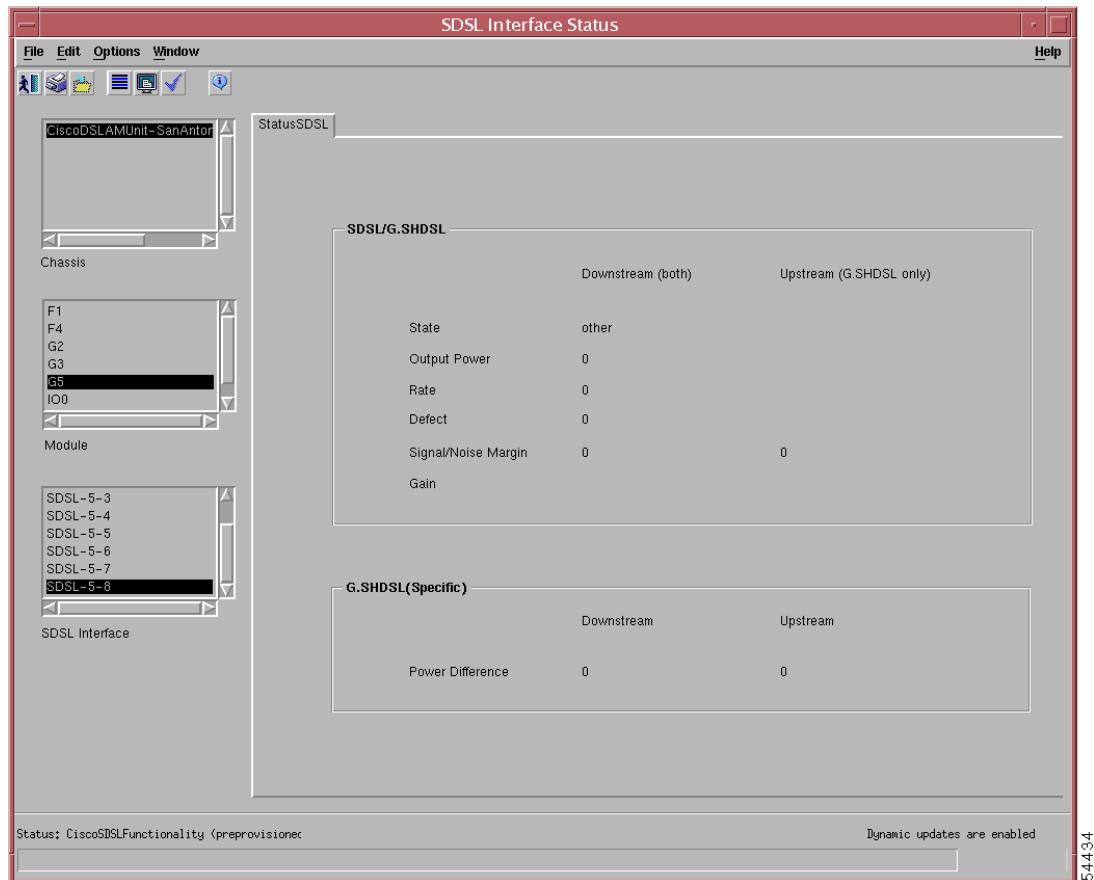 SDSL Interface Status
File Edit Options Window Help
CiscoDSLAMUnit-SanAntor
Chassis
F1
F4
G2
G3
G5
IO0
Module
SDSL-5-3
SDSL-5-4
SDSL-5-5
SDSL-5-6
SDSL-5-7
SDSL-5-8
SDSL Interface
StatusSDSL
SDSL/G.SHDSL
Downstream (both) Upstream (G.SHDSL only)
State other
Output Power 0
Rate 0
Defect 0
Signal/Noise Margin 0 0
Gain
G.SHDSL(Specific)
Downstream Upstream
Power Difference 0 0
Status: CiscoSDSLFunctionality (preprovisionec
Dynamic updates are enabled
54434